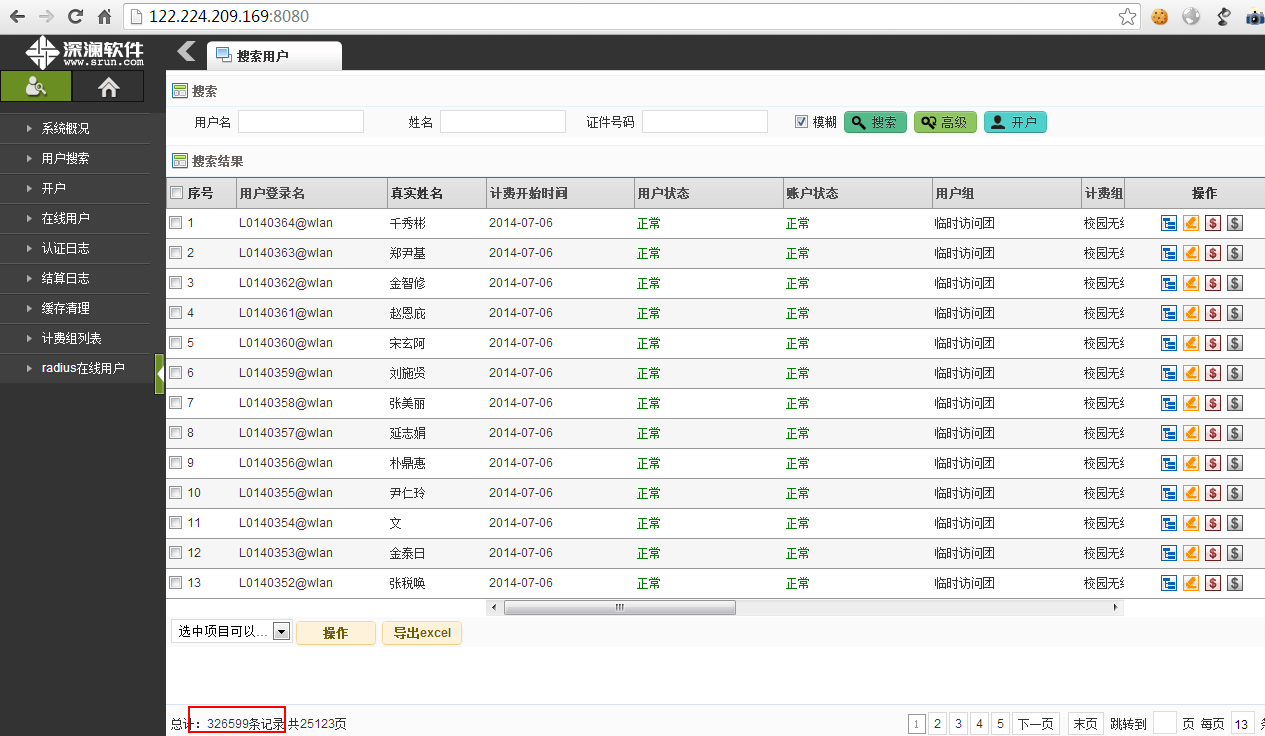 122.224.209.169:8080
深澜软件
www.srun.com
搜索用户
系统概况
用户搜索
开户
在线用户
认证日志
结算日志
缓存清理
计费组列表
radius在线用户
搜索
用户名 姓名 证件号码 模糊 搜索 高级 开户
搜索结果
序号 用户登录名 真实姓名 计费开始时间 用户状态 账户状态 用户组 计费组 操作
1 L0140364@wlan 千秀彬 2014-07-06 正常 正常 临时访问团 校园无
2 L0140363@wlan 郑尹基 2014-07-06 正常 正常 临时访问团 校园无
3 L0140362@wlan 金智修 2014-07-06 正常 正常 临时访问团 校园无
4 L0140361@wlan 赵恩庇 2014-07-06 正常 正常 临时访问团 校园无
5 L0140360@wlan 宋玄阿 2014-07-06 正常 正常 临时访问团 校园无
6 L0140359@wlan 刘施贤 2014-07-06 正常 正常 临时访问团 校园无
7 L0140358@wlan 张美丽 2014-07-06 正常 正常 临时访问团 校园无
8 L0140357@wlan 延志娟 2014-07-06 正常 正常 临时访问团 校园无
9 L0140356@wlan 朴鼎惠 2014-07-06 正常 正常 临时访问团 校园无
10 L0140355@wlan 尹仁玲 2014-07-06 正常 正常 临时访问团 校园无
11 L0140354@wlan 文 2014-07-06 正常 正常 临时访问团 校园无
12 L0140353@wlan 金泰日 2014-07-06 正常 正常 临时访问团 校园无
13 L0140352@wlan 张税唤 2014-07-06 正常 正常 临时访问团 校园无
选中项目可以... 操作 导出excel
总计：326599条记录 共25123页 1 2 3 4 5 下一页 末页 跳转到 页 每页 13